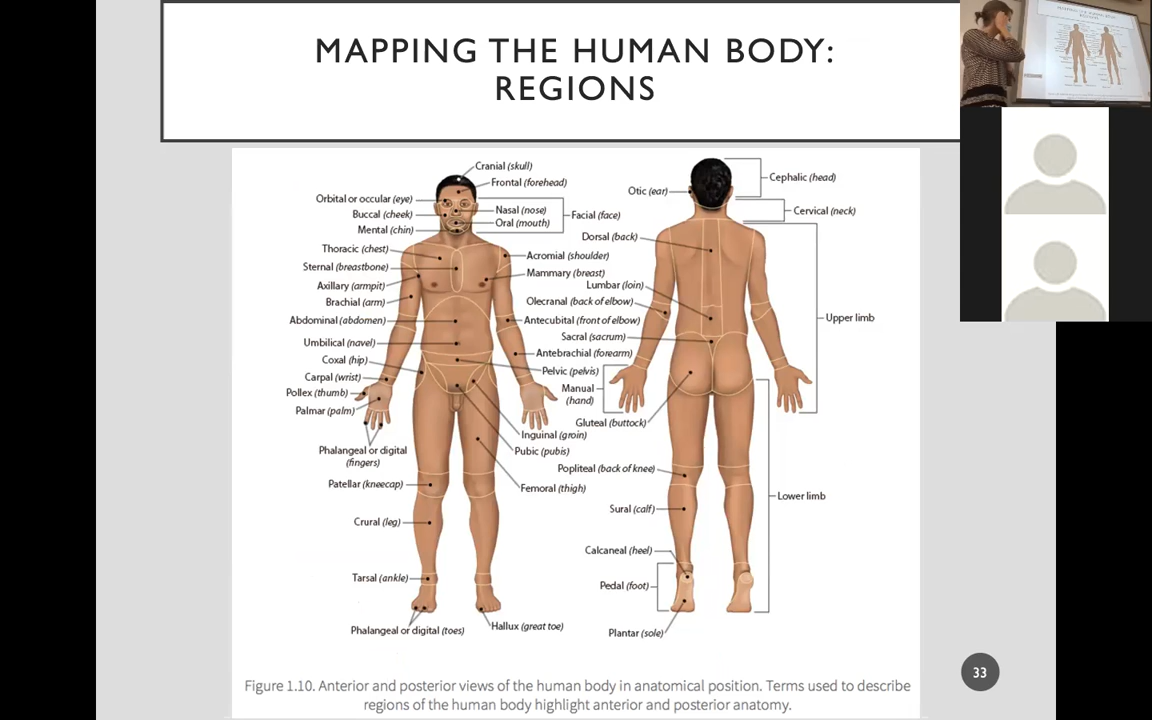 MAPPING THE HUMAN BODY:
REGIONS
Cranial (skull)
Frontal (forehead)
Orbital or occular (eye)
Buccal (cheek)
Mental (chin)
Nasal (nose)
Oral (mouth)
Facial (face)
Thoracic (chest)
Sternal (breastbone)
Axillary (armpit)
Brachial (arm)
Abdominal (abdomen)
Umbilical (navel)
Coxal (hip)
Carpal (wrist)
Pollex (thumb)
Palmar (palm)
Phalangeal or digital
(fingers)
Patellar (kneecap)
Crural (leg)
Tarsal (ankle)
Phalangeal or digital (toes)
Acromial (shoulder)
Mammary (breast)
Antecubital (front of elbow)
Antebrachial (forearm)
Pelvic (pelvis)
Inguinal (groin)
Pubic (pubis)
Femoral (thigh)
Hallux (great toe)
Otic (ear)
Dorsal (back)
Lumbar (loin)
Olecranal (back of elbow)
Sacral (sacrum)
Manual
(hand)
Gluteal (buttock)
Popliteal (back of knee)
Sural (calf)
Calcaneal (heel)
Pedal (foot)
Plantar (sole)
Cephalic (head)
Cervical (neck)
Upper limb
Lower limb
33
Figure 1.10. Anterior and posterior views of the human body in anatomical position. Terms used to describe
regions of the human body highlight anterior and posterior anatomy.